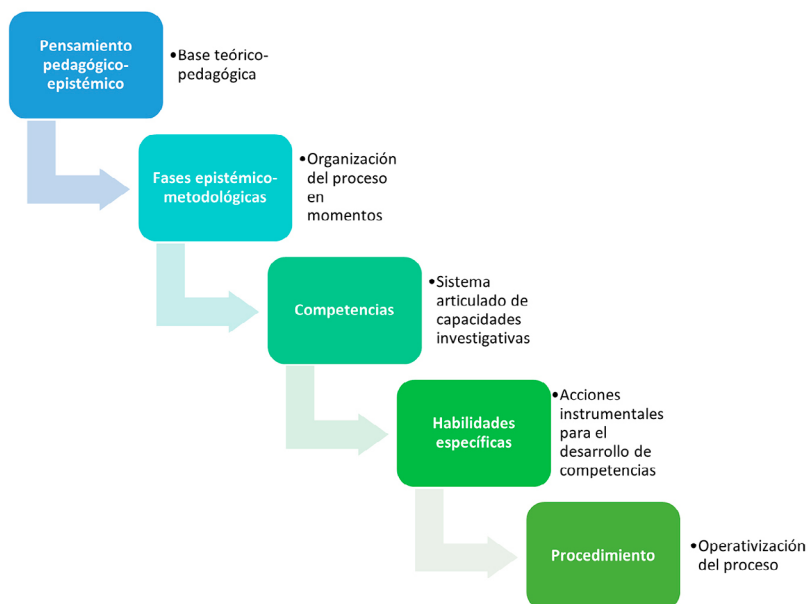 Pensamiento
pedagógico-
epistémico
•Base teórico-
pedagógica
Fases epistémico-
metodológicas
•Organización
del proceso
en
momentos
Competencias
•Sistema
articulado de
capacidades
investigativas
Habilidades
específicas
•Acciones
instrumentales
para el
desarrollo de
competencias
Procedimiento
•Operativización
del proceso